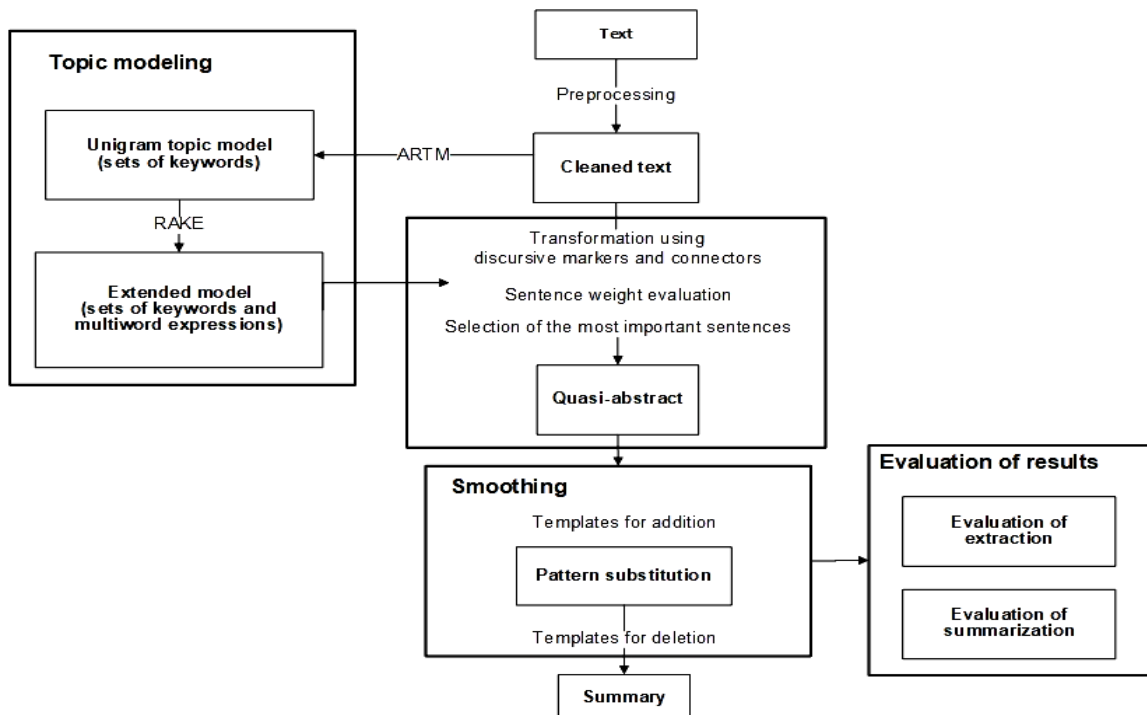 Text
Preprocessing
Cleaned text
ARTM
Topic modeling
Unigram topic model
(sets of keywords)
RAKE
Extended model
(sets of keywords and
multiword expressions)
Transformation using
discursive markers and connectors
Sentence weight evaluation
Selection of the most important sentences
Quasi-abstract
Smoothing
Templates for addition
Pattern substitution
Templates for deletion
Summary
Evaluation of results
Evaluation of
extraction
Evaluation of
summarization